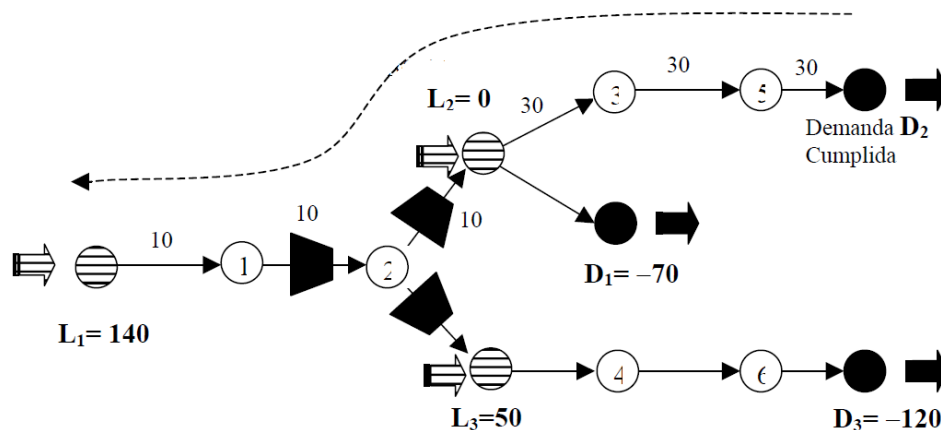 30
30
L₂= 0
30
3
5
Demanda D₂
Cumplida
10
10
10
1
2
D₁= –70
L₁= 140
4
6
L₃=50
D₃= –120